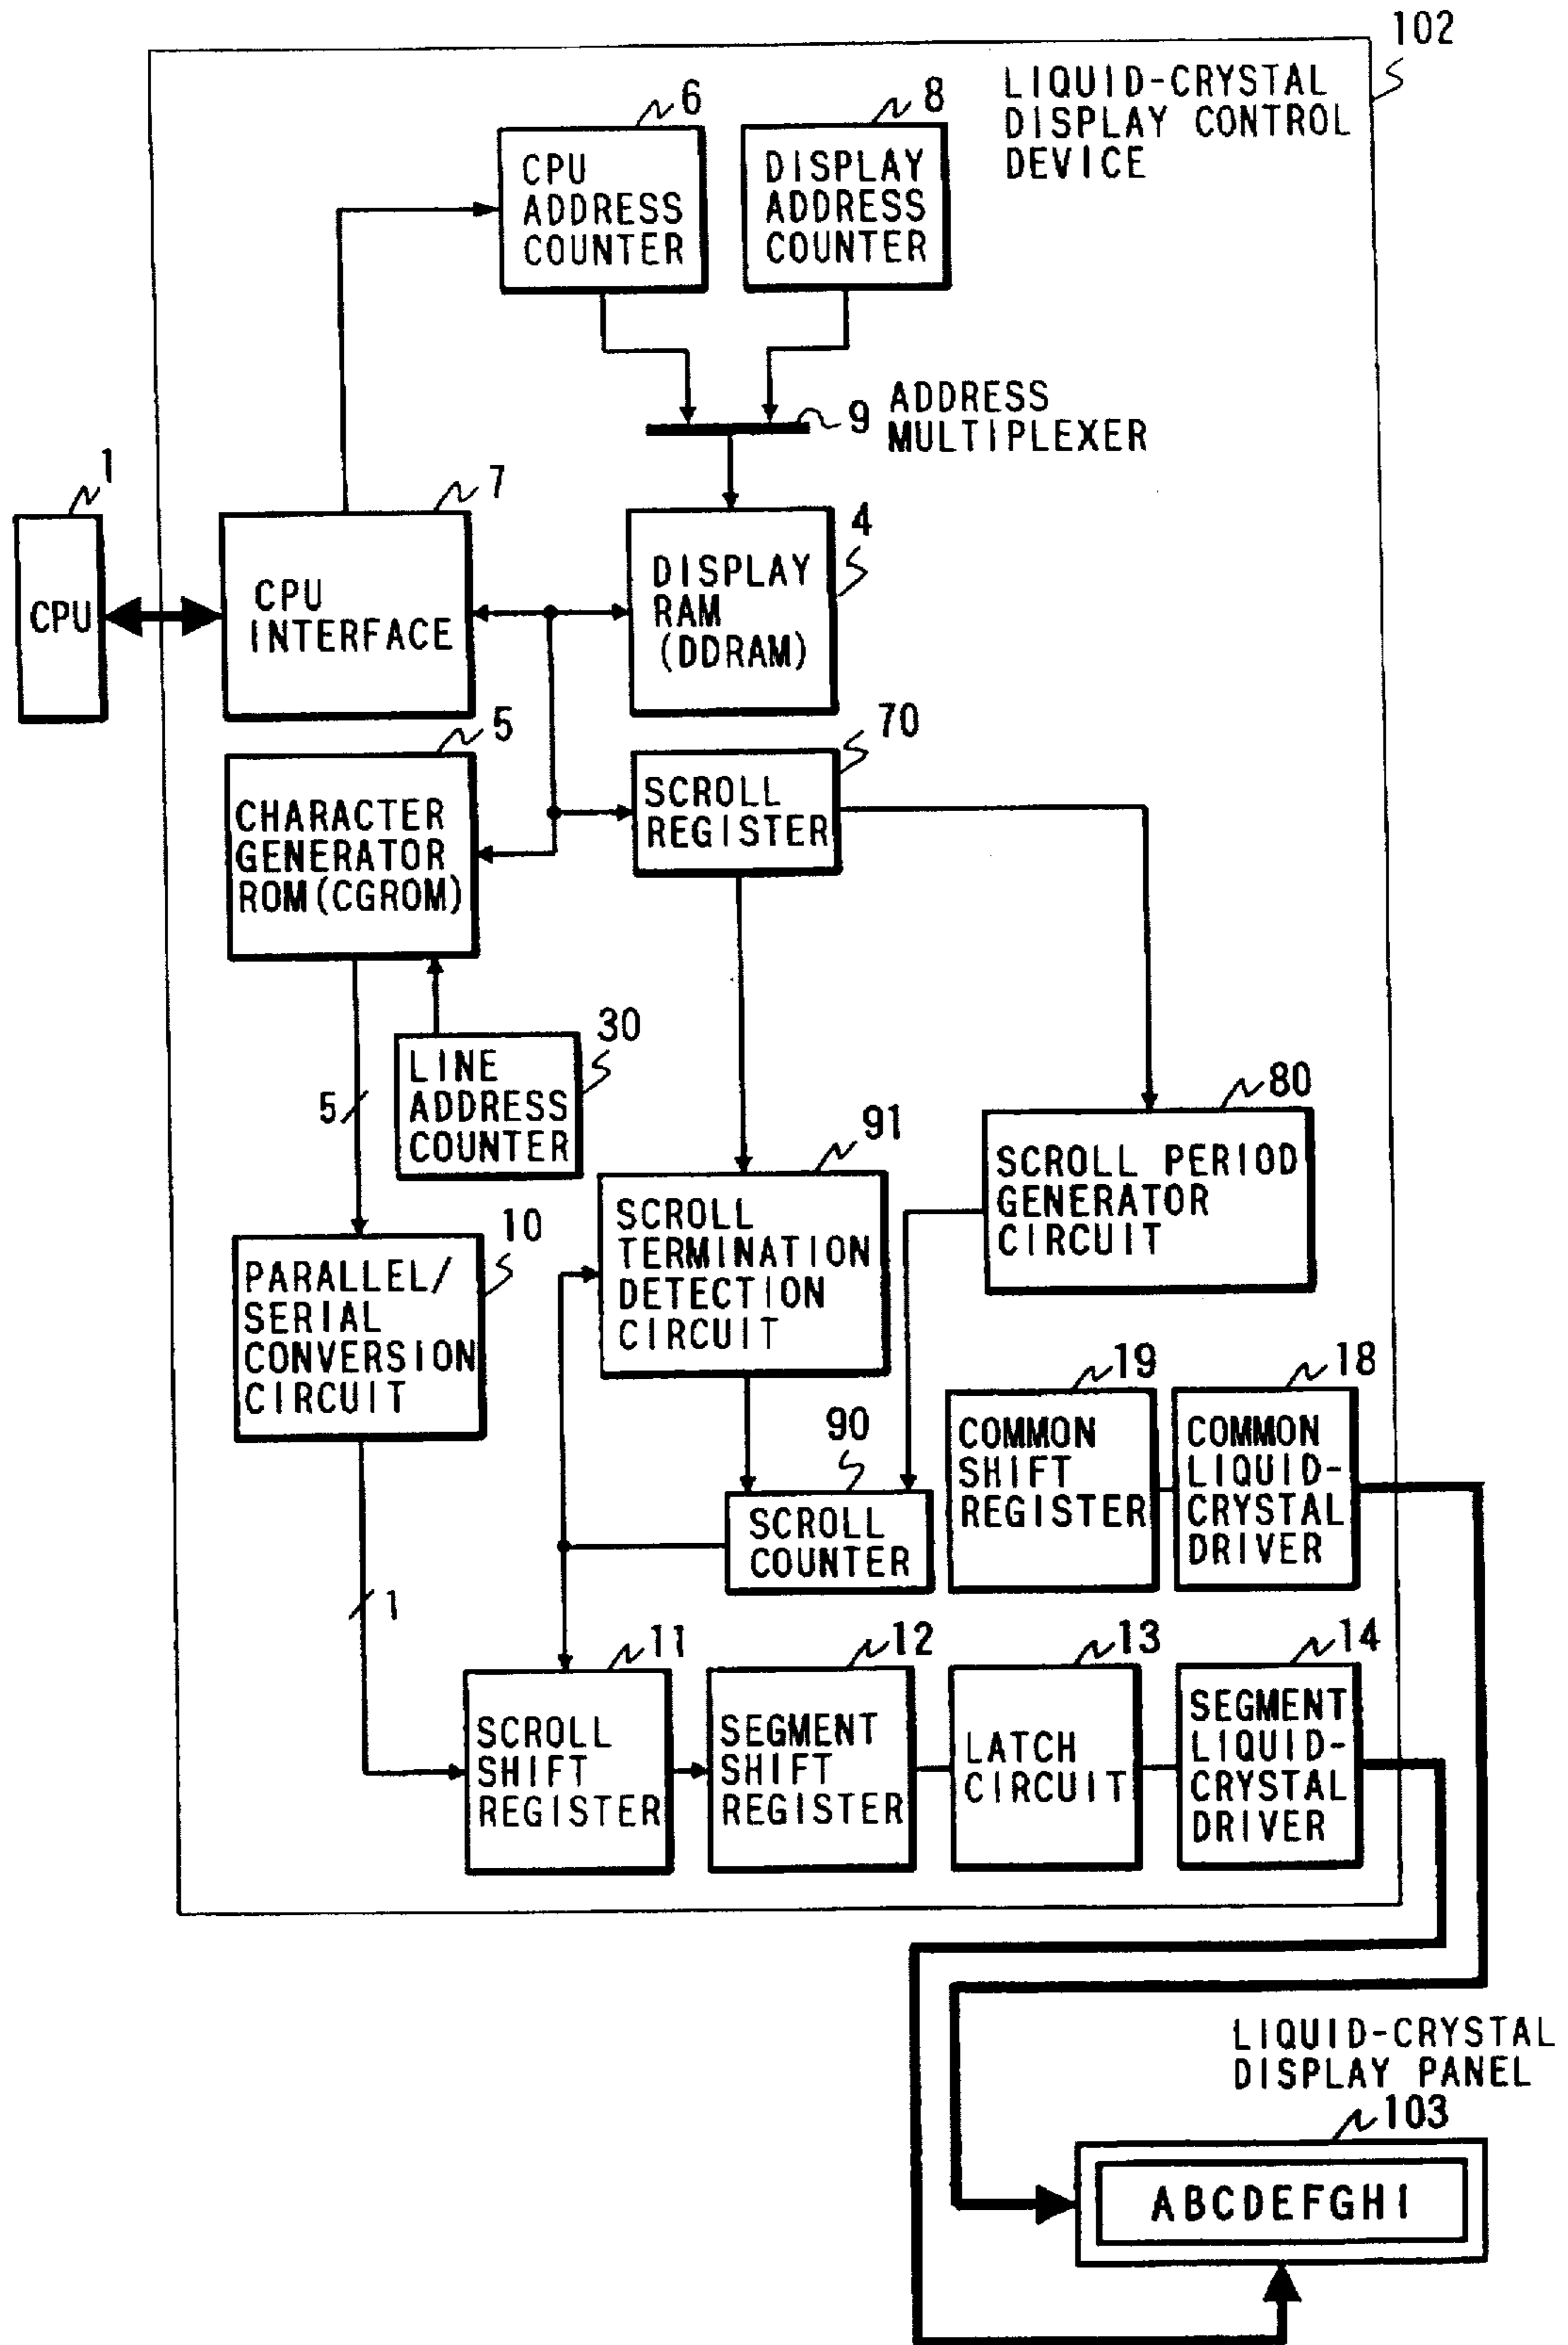 102
LIQUID-CRYSTAL
DISPLAY CONTROL
DEVICE
6
8
CPU
ADDRESS
COUNTER
DISPLAY
ADDRESS
COUNTER
9
ADDRESS
MULTIPLEXER
1
7
4
CPU
CPU
INTERFACE
DISPLAY
RAM
(DDRAM)
5
70
CHARACTER
GENERATOR
ROM(CGROM)
SCROLL
REGISTER
30
LINE
ADDRESS
COUNTER
5
80
91
SCROLL PERIOD
GENERATOR
CIRCUIT
10
SCROLL
TERMINATION
DETECTION
CIRCUIT
PARALLEL/
SERIAL
CONVERSION
CIRCUIT
19
18
90
COMMON
SHIFT
REGISTER
COMMON
LIQUID-
CRYSTAL
DRIVER
SCROLL
COUNTER
1
11
12
13
14
SCROLL
SHIFT
REGISTER
SEGMENT
SHIFT
REGISTER
LATCH
CIRCUIT
SEGMENT
LIQUID-
CRYSTAL
DRIVER
LIQUID-CRYSTAL
DISPLAY PANEL
103
ABCDEFGHI